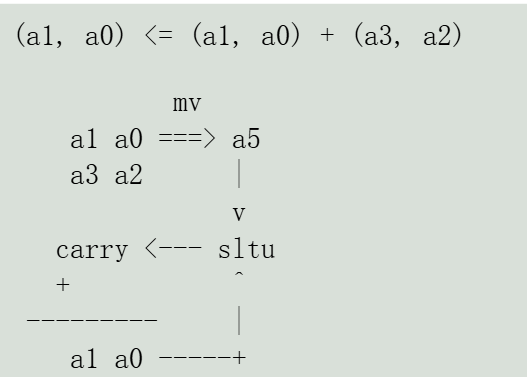 (a1, a0) <= (a1, a0) + (a3, a2)
mv
a1 a0 ===> a5
a3 a2 |
v
carry <--- sltu
+ ^
--------- |
a1 a0 -----+